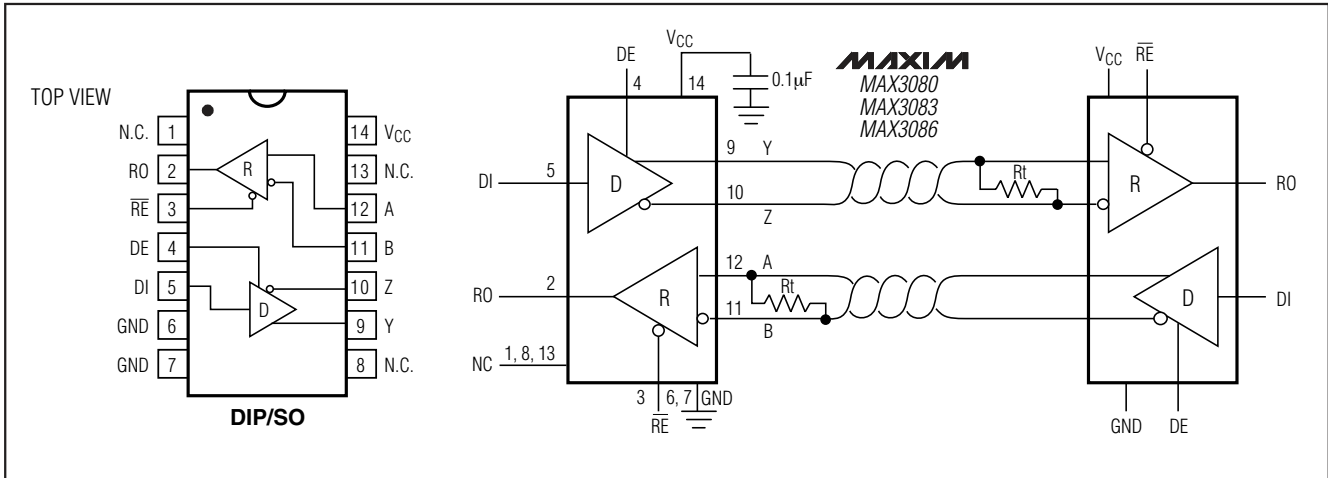 TOP VIEW
N.C. 1
RO 2
R̅E̅ 3
DE 4
DI 5
GND 6
GND 7
14 VCC
13 N.C.
12 A
11 B
10 Z
9 Y
8 N.C.
R
D
DIP/SO
DE
4
VCC
14
0.1µF
MAXIM
MAX3080
MAX3083
MAX3086
VCC
R̅E̅
DI
5
D
9 Y
10
Z
Rt
R
RO
RO
2
R
12 A
11
B
Rt
D
DI
NC
1, 8, 13
3
R̅E̅
6, 7
GND
GND
DE